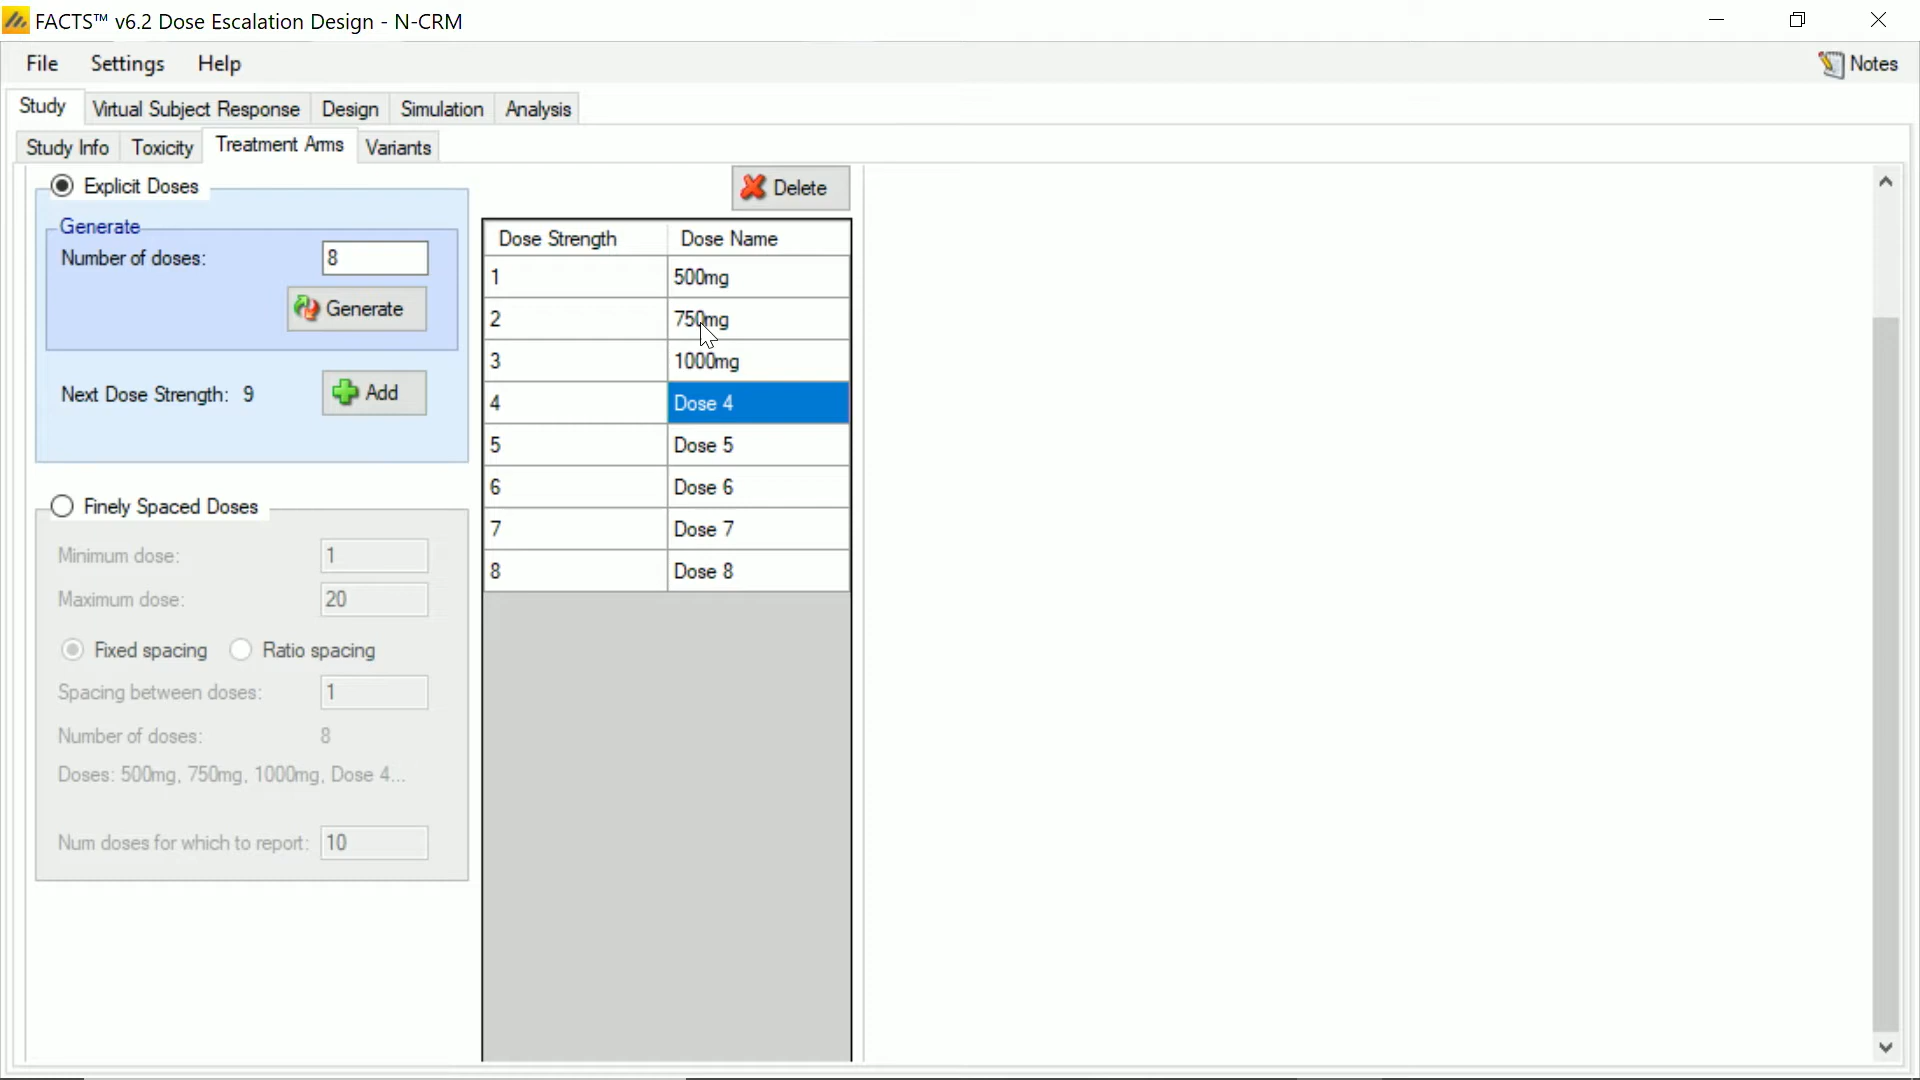 FACTS™ v6.2 Dose Escalation Design - N-CRM
File Settings Help Notes
Study Virtual Subject Response Design Simulation Analysis
Study Info Toxicity Treatment Arms Variants
Explicit Doses
Delete
Generate
Number of doses: 8
Generate
Next Dose Strength: 9 Add
Dose Strength Dose Name
1 500mg
2 750mg
3 1000mg
4 Dose 4
5 Dose 5
6 Dose 6
7 Dose 7
8 Dose 8
Finely Spaced Doses
Minimum dose: 1
Maximum dose: 20
Fixed spacing Ratio spacing
Spacing between doses: 1
Number of doses: 8
Doses: 500mg, 750mg, 1000mg, Dose 4...
Num doses for which to report: 10